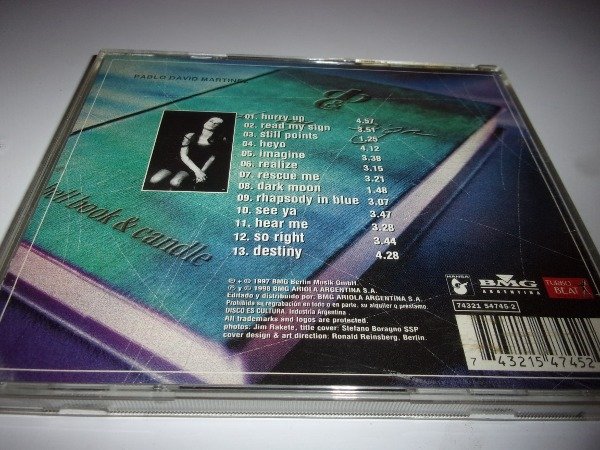 PABLO DAVID MARTINEZ
01. hurry up 4.57
02. read my sign 3.51
03. still points 1.25
04. heyo 4.12
05. imagine 3.38
06. realize 3.15
07. rescue me 3.21
08. dark moon 1.48
09. rhapsody in blue 3.07
10. see ya 3.47
11. hear me 3.28
12. so right 3.44
13. destiny 4.28
book & candle
℗ + © 1997 BMG Berlin Musik GmbH
℗ y © 1998 BMG ARIOLA ARGENTINA S.A.
Editado y distribuido por: BMG ARIOLA ARGENTINA S.A.
Prohibida su regrabación en todo o en parte, su alquiler o préstamo.
DISCO ES CULTURA. Industria Argentina
All trademarks and logos are protected.
photos: Jim Rakete, title cover: Stefano Boragno SSP
cover design & art direction: Ronald Reinsberg, Berlin.
HANSA
BMG
ARGENTINA
TURBO
BEAT
74321 54745-2
7 43215 47452